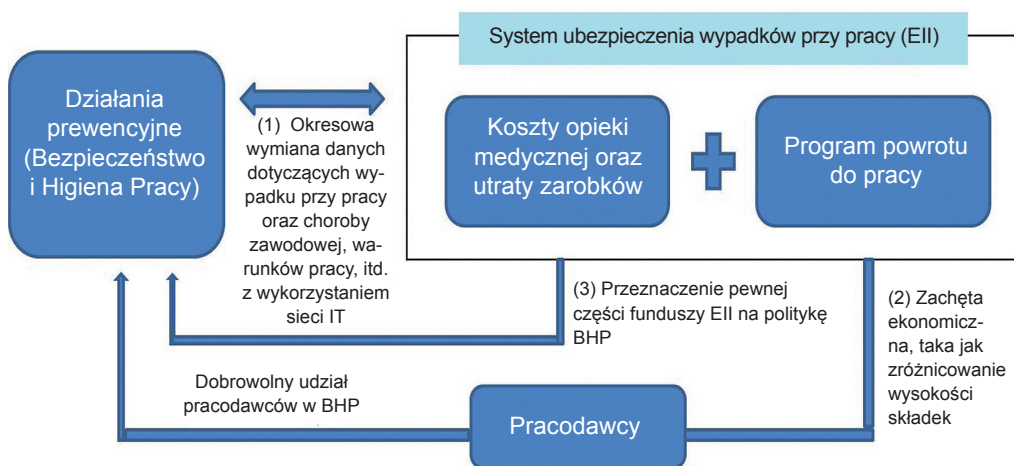 System ubezpieczenia wypadków przy pracy (EII)
Działania
prewencyjne
(Bezpieczeństwo
i Higiena Pracy)
(1) Okresowa
wymiana danych
dotyczących wy-
padku przy pracy
oraz choroby
zawodowej, wa-
runków pracy, itd.
z wykorzystaniem
sieci IT
Koszty opieki
medycznej oraz
utraty zarobków
Program powrotu
do pracy
(3) Przeznaczenie pewnej
części funduszy EII na politykę
BHP
(2) Zachęta
ekonomicz-
na, taka jak
zróżnicowanie
wysokości
składek
Dobrowolny udział
pracodawców w BHP
Pracodawcy